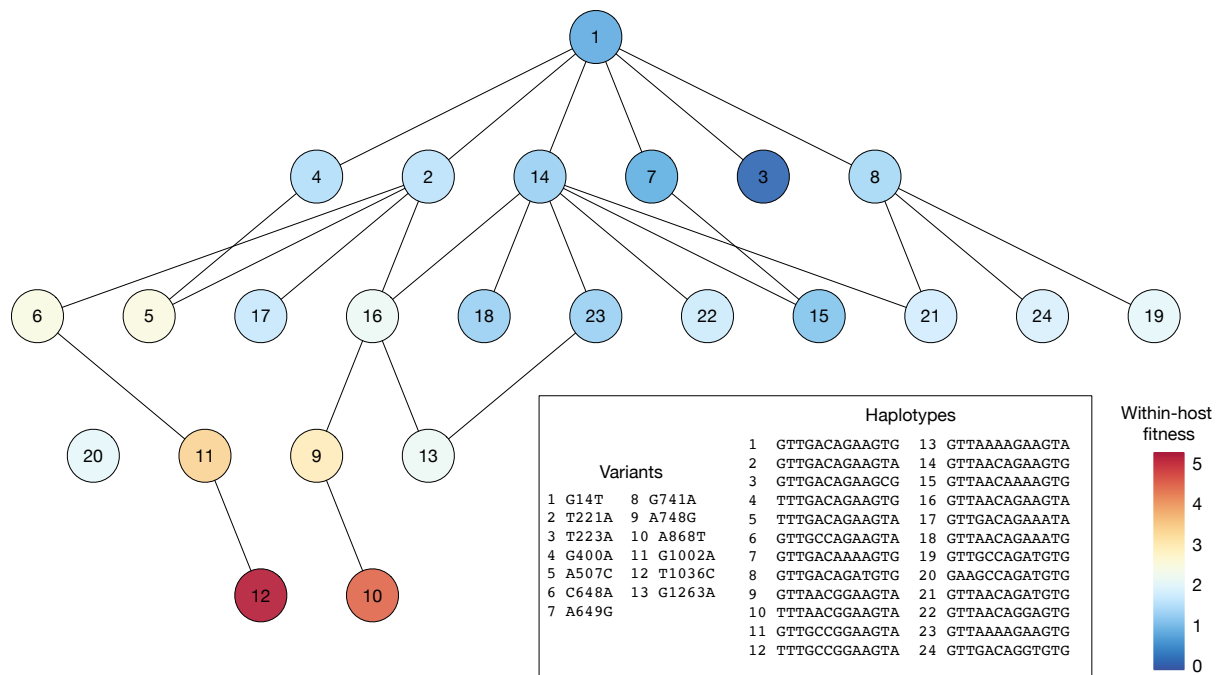 1
4 2 14 7 3 8
6 5 17 16 18 23 22 15 21 24 19
20 11 9 13
12 10
Variants
1 G14T 8 G741A
2 T221A 9 A748G
3 T223A 10 A868T
4 G400A 11 G1002A
5 A507C 12 T1036C
6 C648A 13 G1263A
7 A649G
Haplotypes
1 GTTGACAGAAGTG 13 GTTAAAAGAAGTA
2 GTTGACAGAAGTA 14 GTTAACAGAAGTG
3 GTTGACAGAAGCG 15 GTTAACAAAAGTG
4 TTTGACAGAAGTG 16 GTTAACAGAAGTA
5 TTTGACAGAAGTA 17 GTTGACAGAAATA
6 GTTGCCAGAAGTA 18 GTTAACAGAAATG
7 GTTGACAAAAGTG 19 GTTGCCAGATGTG
8 GTTGACAGATGTG 20 GAAGCCAGATGTG
9 GTTAACGGAAGTA 21 GTTAACAGATGTG
10 TTTAACGGAAGTA 22 GTTAACAGGAGTG
11 GTTGCCGGAAGTA 23 GTTAAAAGAAGTG
12 TTTGCCGGAAGTA 24 GTTGACAGGTGTG
Within-host
fitness
5
4
3
2
1
0